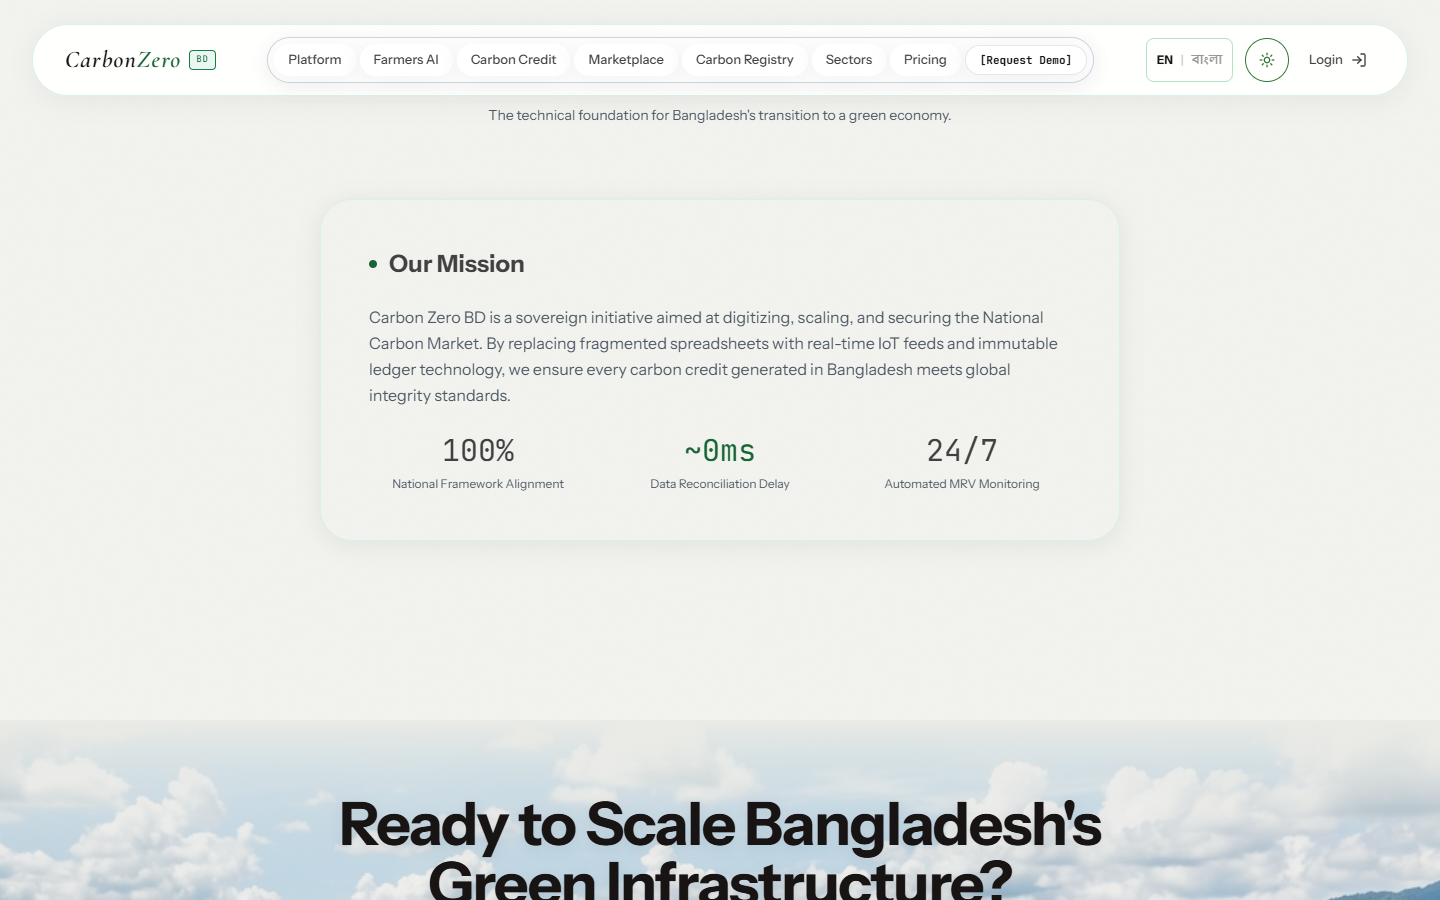 CarbonZero BD
Platform
Farmers AI
Carbon Credit
Marketplace
Carbon Registry
Sectors
Pricing
[Request Demo]
EN | বাংলা
Login
The technical foundation for Bangladesh's transition to a green economy.
Our Mission
Carbon Zero BD is a sovereign initiative aimed at digitizing, scaling, and securing the National
Carbon Market. By replacing fragmented spreadsheets with real-time IoT feeds and immutable
ledger technology, we ensure every carbon credit generated in Bangladesh meets global
integrity standards.
100%
National Framework Alignment
~0ms
Data Reconciliation Delay
24/7
Automated MRV Monitoring
Ready to Scale Bangladesh's
Green Infrastructure?